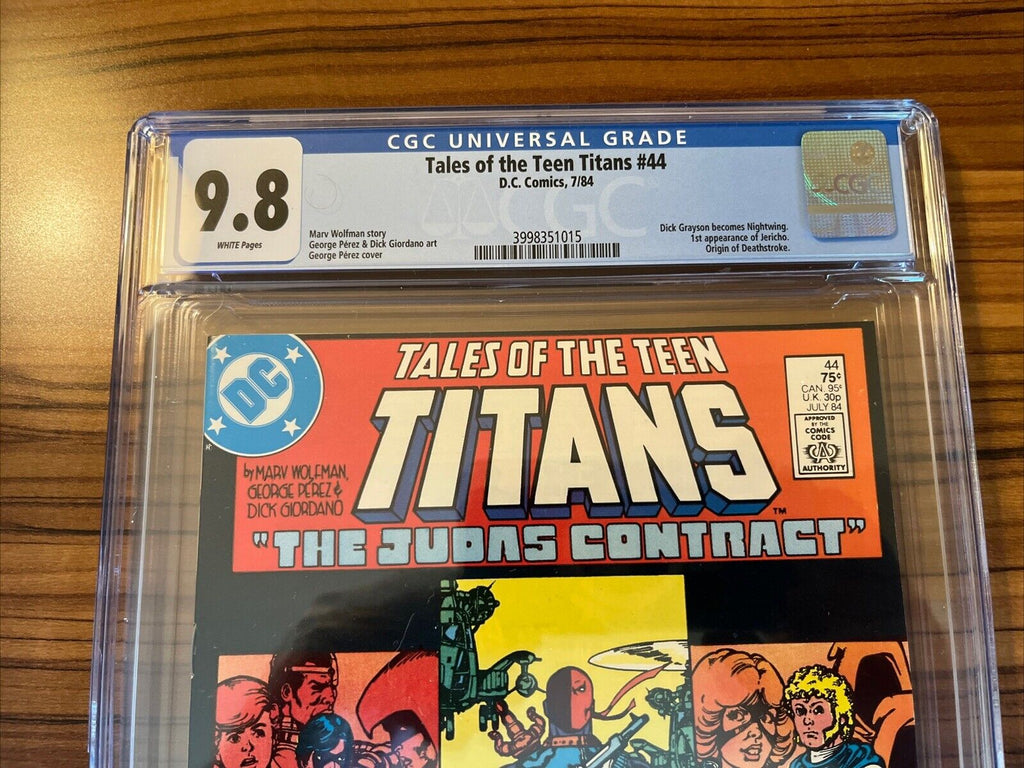 CGC UNIVERSAL GRADE
Tales of the Teen Titans #44
D.C. Comics, 7/84
9.8
WHITE Pages
Marv Wolfman story
George Pérez & Dick Giordano art
George Pérez cover
CGC
3998351015
Dick Grayson becomes Nightwing.
1st appearance of Jericho.
Origin of Deathstroke.
CGC
DC
TALES OF THE TEEN
TITANS
TM
"THE JUDAS CONTRACT"
by MARV WOLFMAN,
GEORGE PÉREZ &
DICK GIORDANO
44
75¢
CAN. 95¢
U.K. 30p
JULY 84
APPROVED
BY THE
COMICS
CODE
CA
AUTHORITY